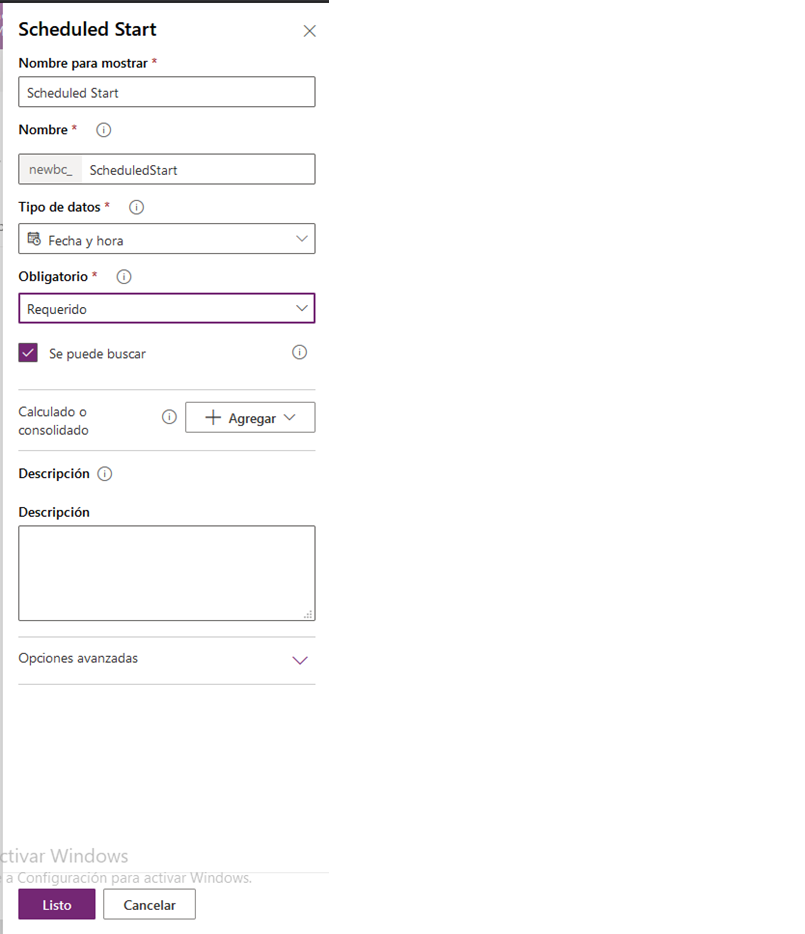 Scheduled Start
Nombre para mostrar *
Scheduled Start
Nombre *
newbc_ ScheduledStart
Tipo de datos *
Fecha y hora
Obligatorio *
Requerido
Se puede buscar
Calculado o
consolidado
Agregar
Descripción
Descripción
Opciones avanzadas
ctivar Windows
a Configuración para activar Windows.
Listo Cancelar